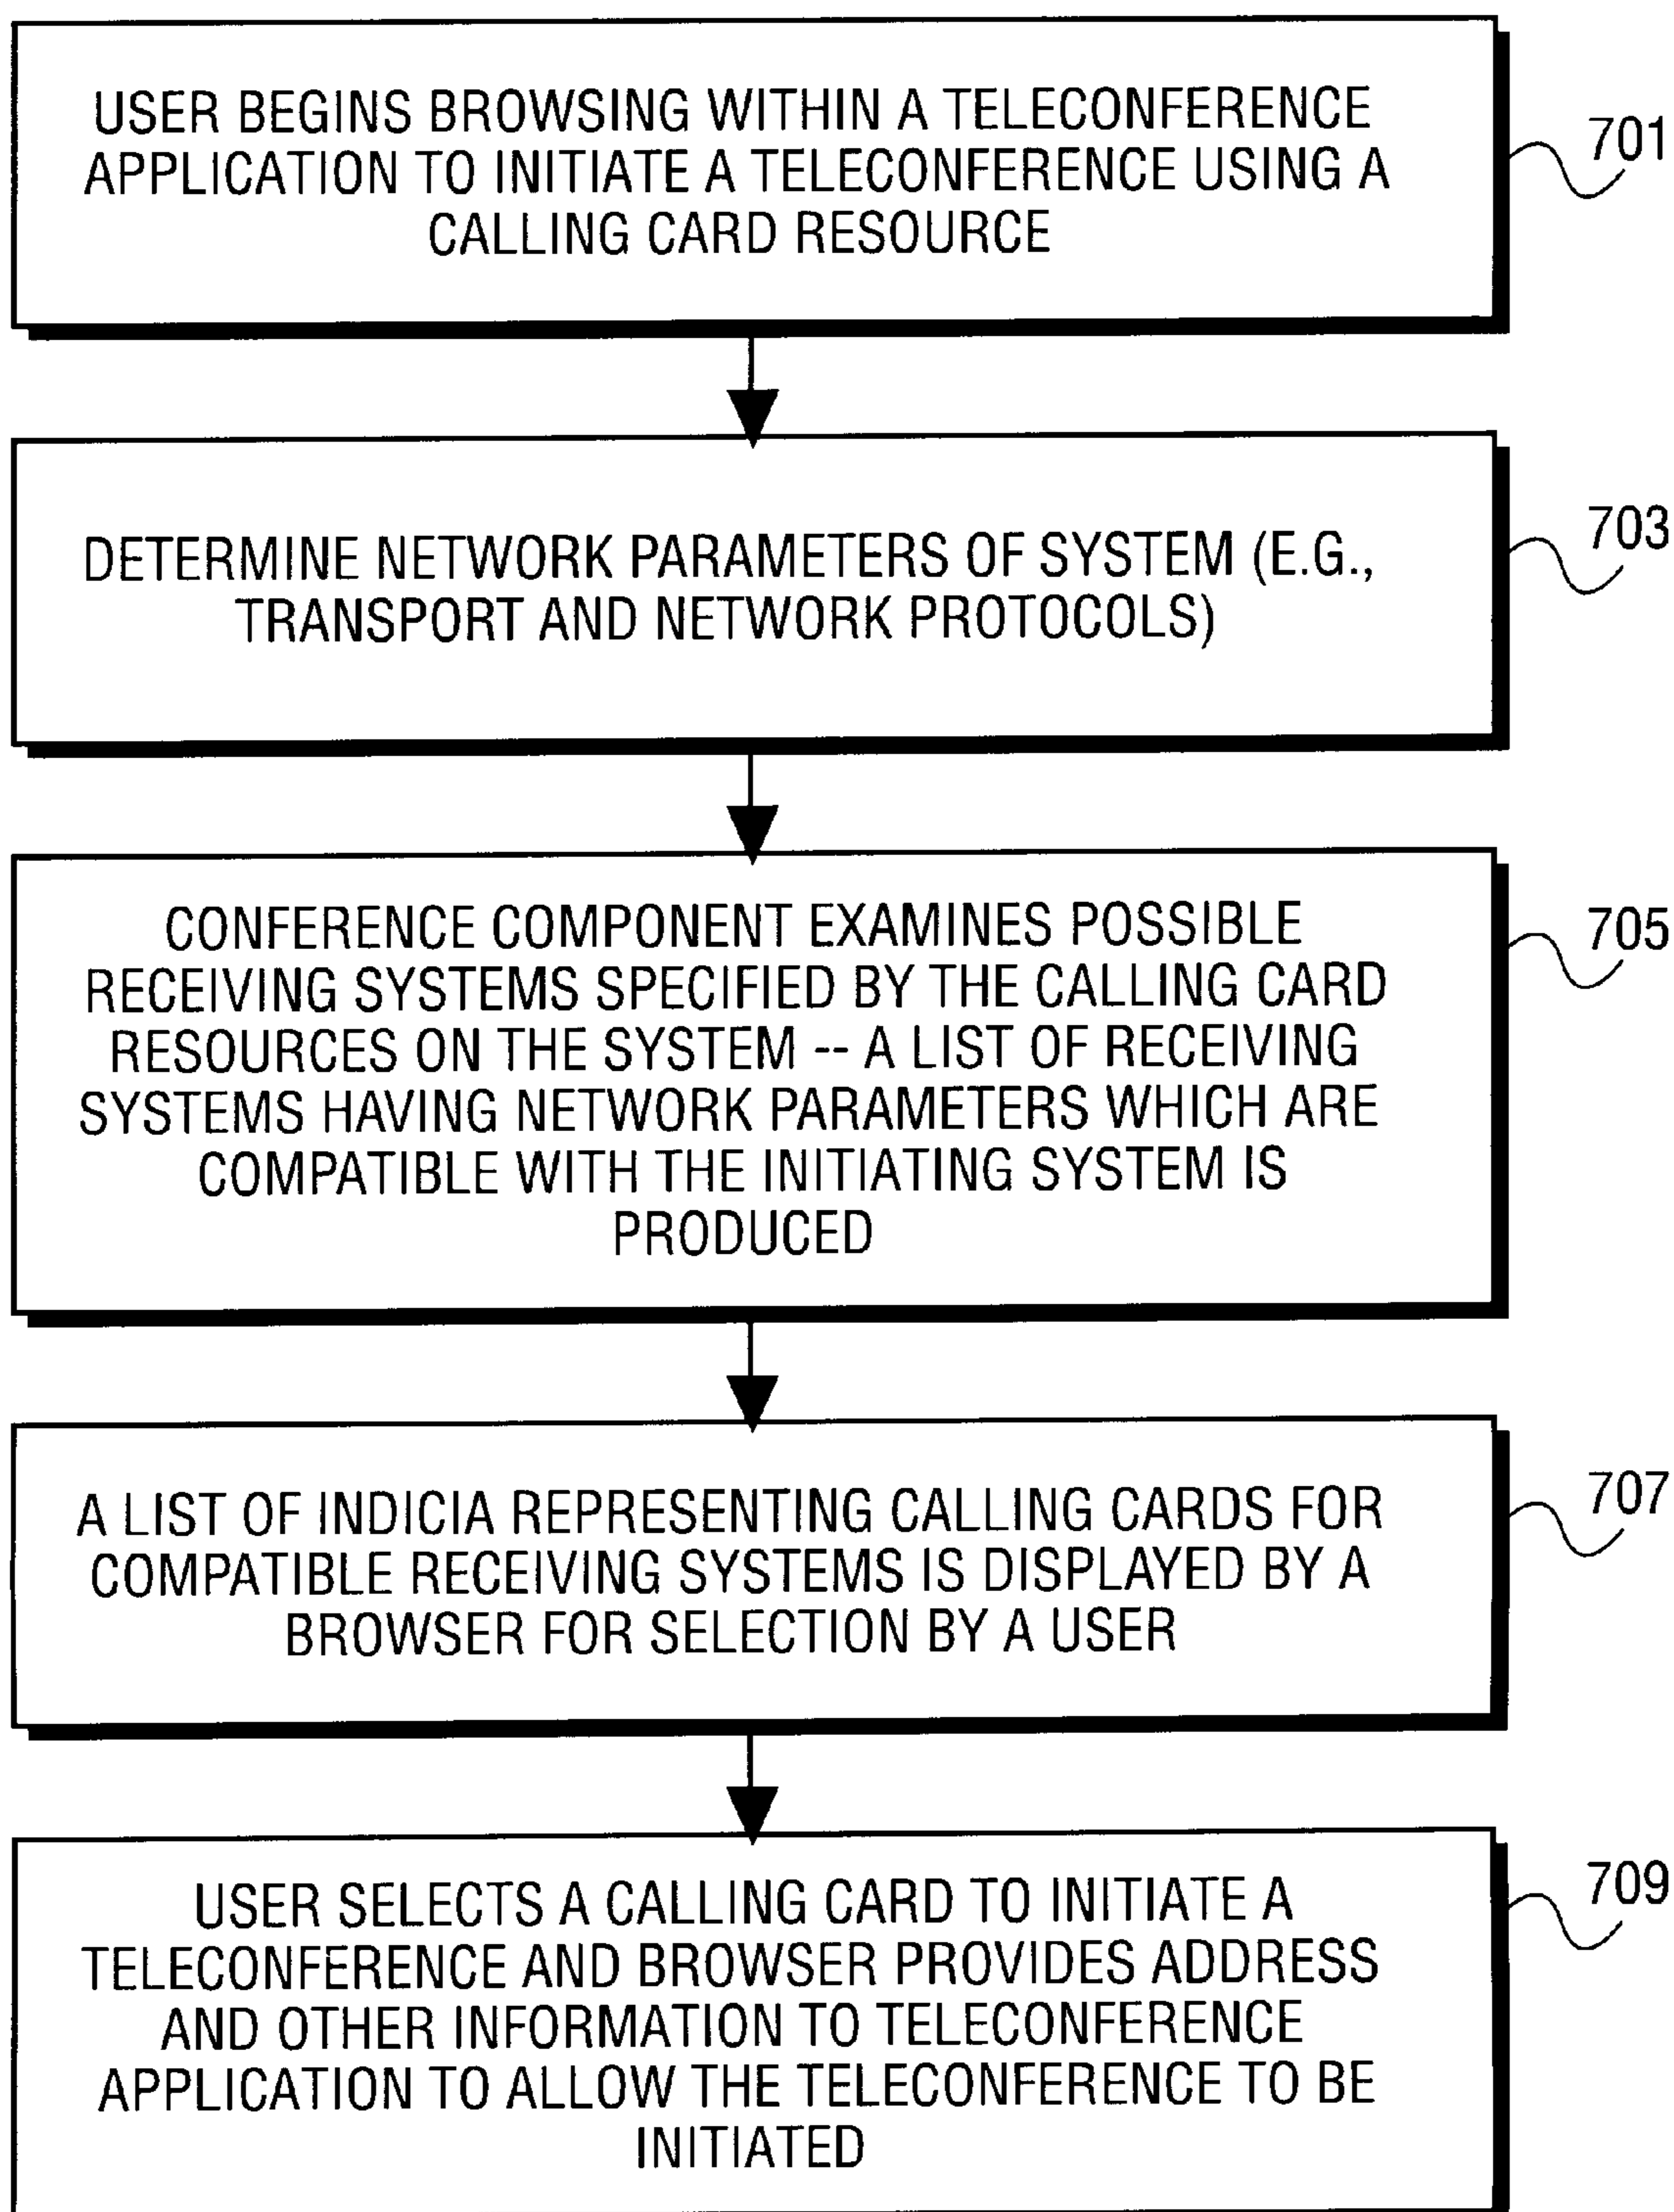 USER BEGINS BROWSING WITHIN A TELECONFERENCE
APPLICATION TO INITIATE A TELECONFERENCE USING A
CALLING CARD RESOURCE
701
DETERMINE NETWORK PARAMETERS OF SYSTEM (E.G.,
TRANSPORT AND NETWORK PROTOCOLS)
703
CONFERENCE COMPONENT EXAMINES POSSIBLE
RECEIVING SYSTEMS SPECIFIED BY THE CALLING CARD
RESOURCES ON THE SYSTEM -- A LIST OF RECEIVING
SYSTEMS HAVING NETWORK PARAMETERS WHICH ARE
COMPATIBLE WITH THE INITIATING SYSTEM IS
PRODUCED
705
A LIST OF INDICIA REPRESENTING CALLING CARDS FOR
COMPATIBLE RECEIVING SYSTEMS IS DISPLAYED BY A
BROWSER FOR SELECTION BY A USER
707
USER SELECTS A CALLING CARD TO INITIATE A
TELECONFERENCE AND BROWSER PROVIDES ADDRESS
AND OTHER INFORMATION TO TELECONFERENCE
APPLICATION TO ALLOW THE TELECONFERENCE TO BE
INITIATED
709